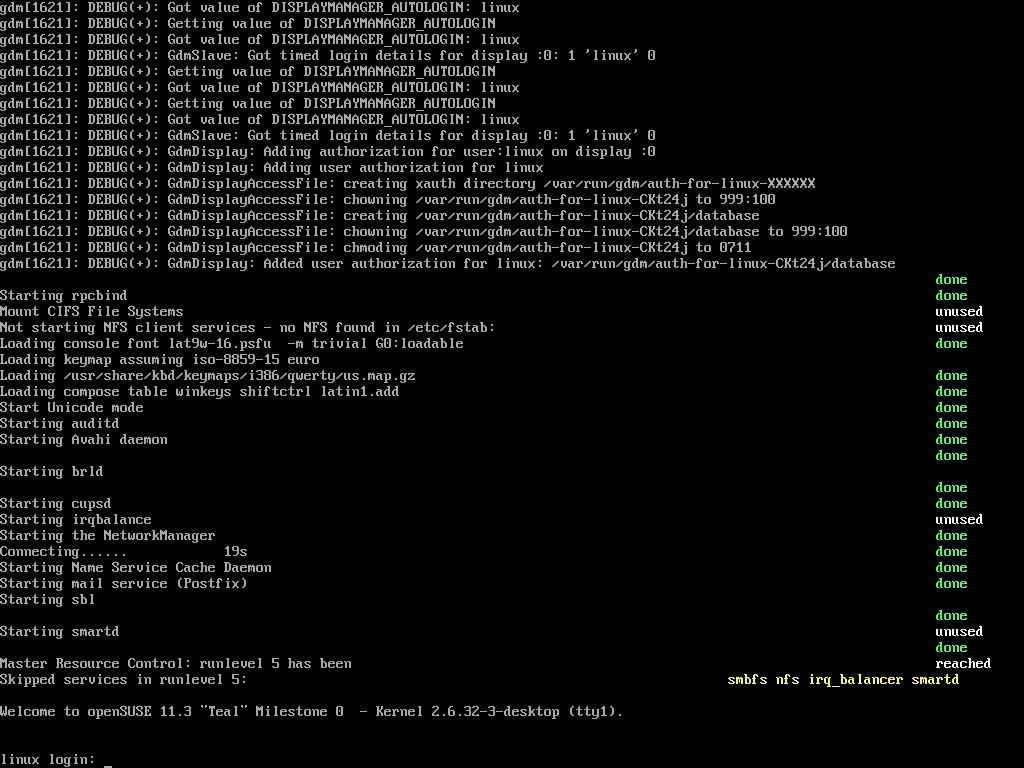 gdm[1621]: DEBUG(+): Got value of DISPLAYMANAGER_AUTOLOGIN: linux
gdm[1621]: DEBUG(+): Getting value of DISPLAYMANAGER_AUTOLOGIN
gdm[1621]: DEBUG(+): Got value of DISPLAYMANAGER_AUTOLOGIN: linux
gdm[1621]: DEBUG(+): GdmSlave: Got timed login details for display :0: 1 'linux' 0
gdm[1621]: DEBUG(+): Getting value of DISPLAYMANAGER_AUTOLOGIN
gdm[1621]: DEBUG(+): Got value of DISPLAYMANAGER_AUTOLOGIN: linux
gdm[1621]: DEBUG(+): Getting value of DISPLAYMANAGER_AUTOLOGIN
gdm[1621]: DEBUG(+): Got value of DISPLAYMANAGER_AUTOLOGIN: linux
gdm[1621]: DEBUG(+): GdmSlave: Got timed login details for display :0: 1 'linux' 0
gdm[1621]: DEBUG(+): GdmDisplay: Adding authorization for user:linux on display :0
gdm[1621]: DEBUG(+): GdmDisplay: Adding user authorization for linux
gdm[1621]: DEBUG(+): GdmDisplayAccessFile: creating xauth directory /var/run/gdm/auth-for-linux-XXXXXX
gdm[1621]: DEBUG(+): GdmDisplayAccessFile: chowning /var/run/gdm/auth-for-linux-CKt24j to 999:100
gdm[1621]: DEBUG(+): GdmDisplayAccessFile: creating /var/run/gdm/auth-for-linux-CKt24j/database
gdm[1621]: DEBUG(+): GdmDisplayAccessFile: chowning /var/run/gdm/auth-for-linux-CKt24j/database to 999:100
gdm[1621]: DEBUG(+): GdmDisplayAccessFile: chmoding /var/run/gdm/auth-for-linux-CKt24j to 0711
gdm[1621]: DEBUG(+): GdmDisplay: Added user authorization for linux: /var/run/gdm/auth-for-linux-CKt24j/database
done
Starting rpcbind done
Mount CIFS File Systems unused
Not starting NFS client services - no NFS found in /etc/fstab: unused
Loading console font lat9w-16.psfu  -m trivial G0:loadable done
Loading keymap assuming iso-8859-15 euro
Loading /usr/share/kbd/keymaps/i386/qwerty/us.map.gz done
Loading compose table winkeys shiftctrl latin1.add done
Start Unicode mode done
Starting auditd done
Starting Avahi daemon done
done
Starting brld
done
Starting cupsd done
Starting irqbalance unused
Starting the NetworkManager done
Connecting...... 19s done
Starting Name Service Cache Daemon done
Starting mail service (Postfix) done
Starting sbl
done
Starting smartd unused
done
Master Resource Control: runlevel 5 has been reached
Skipped services in runlevel 5: smbfs nfs irq_balancer smartd
Welcome to openSUSE 11.3 "Teal" Milestone 0  - Kernel 2.6.32-3-desktop (tty1).
linux login: _